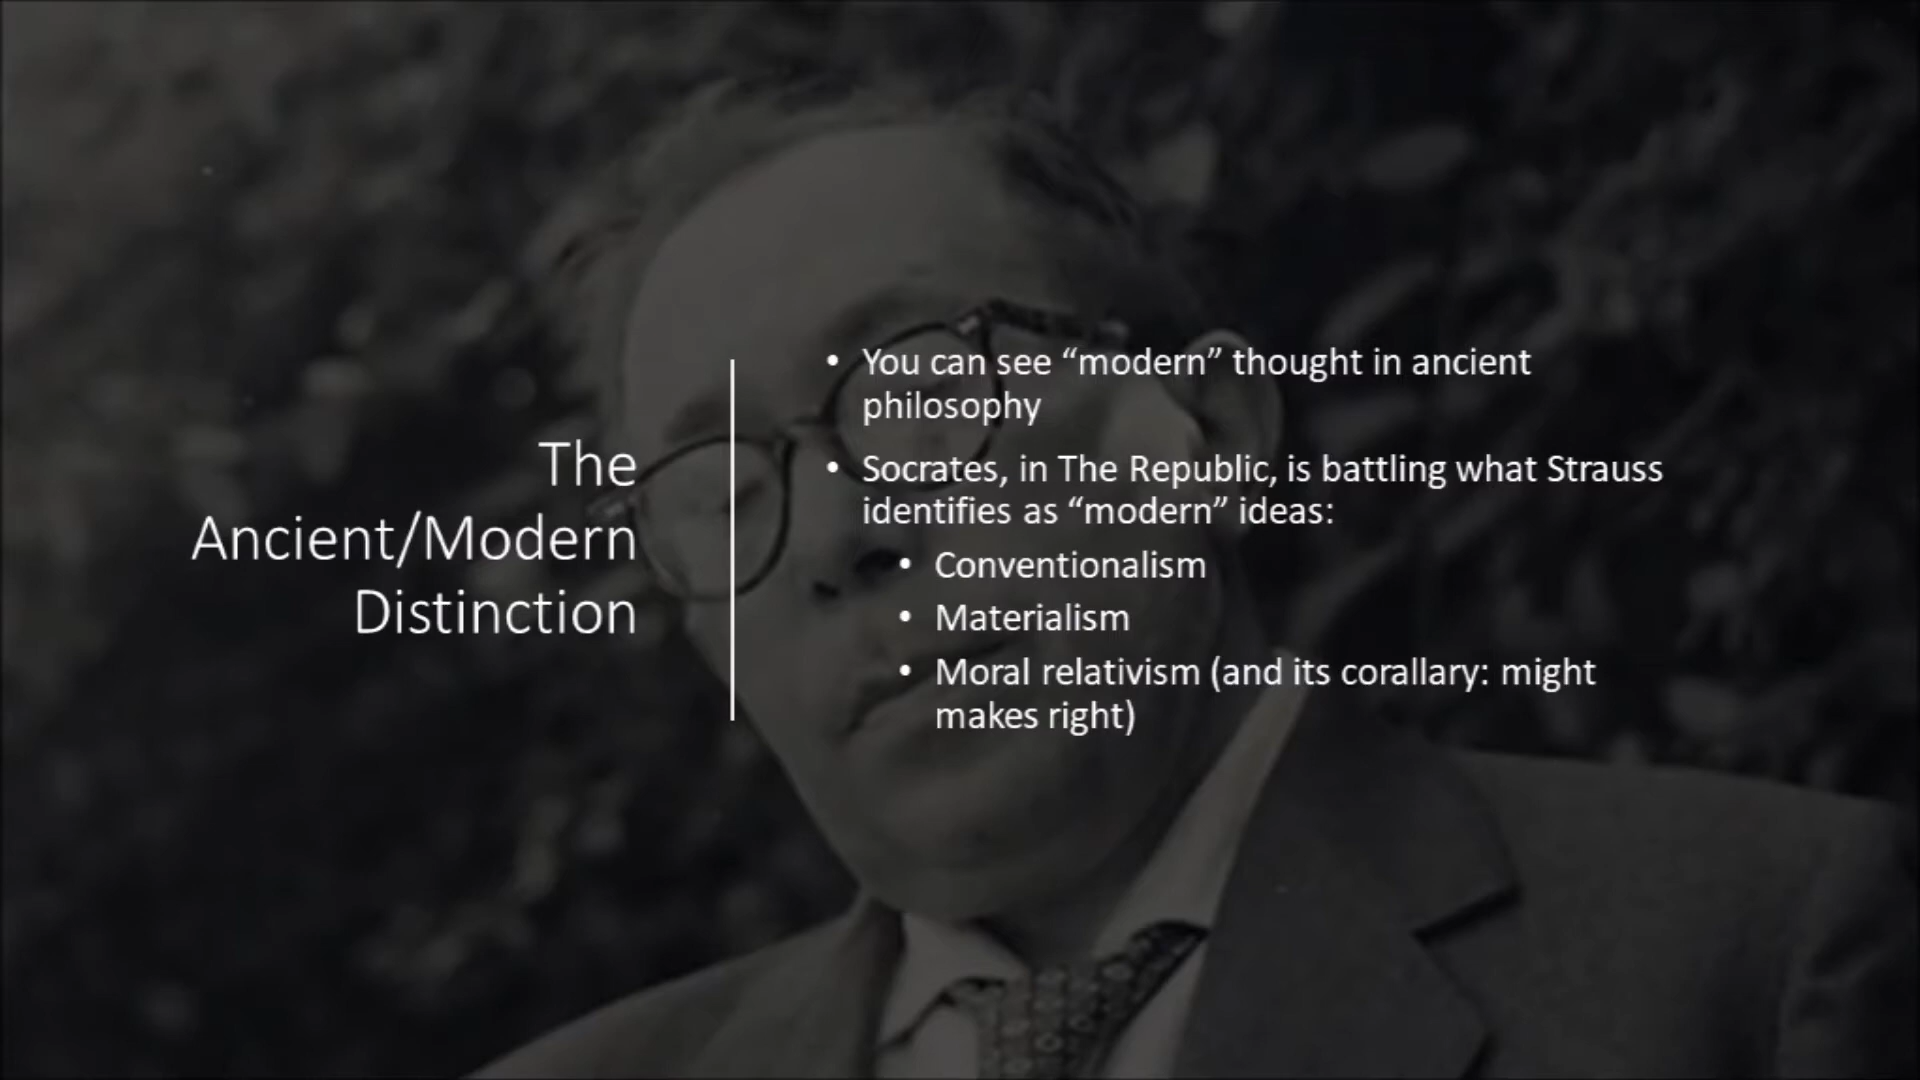 The
Ancient/Modern
Distinction
• You can see “modern” thought in ancient
philosophy
• Socrates, in The Republic, is battling what Strauss
identifies as “modern” ideas:
• Conventionalism
• Materialism
• Moral relativism (and its corallary: might
makes right)